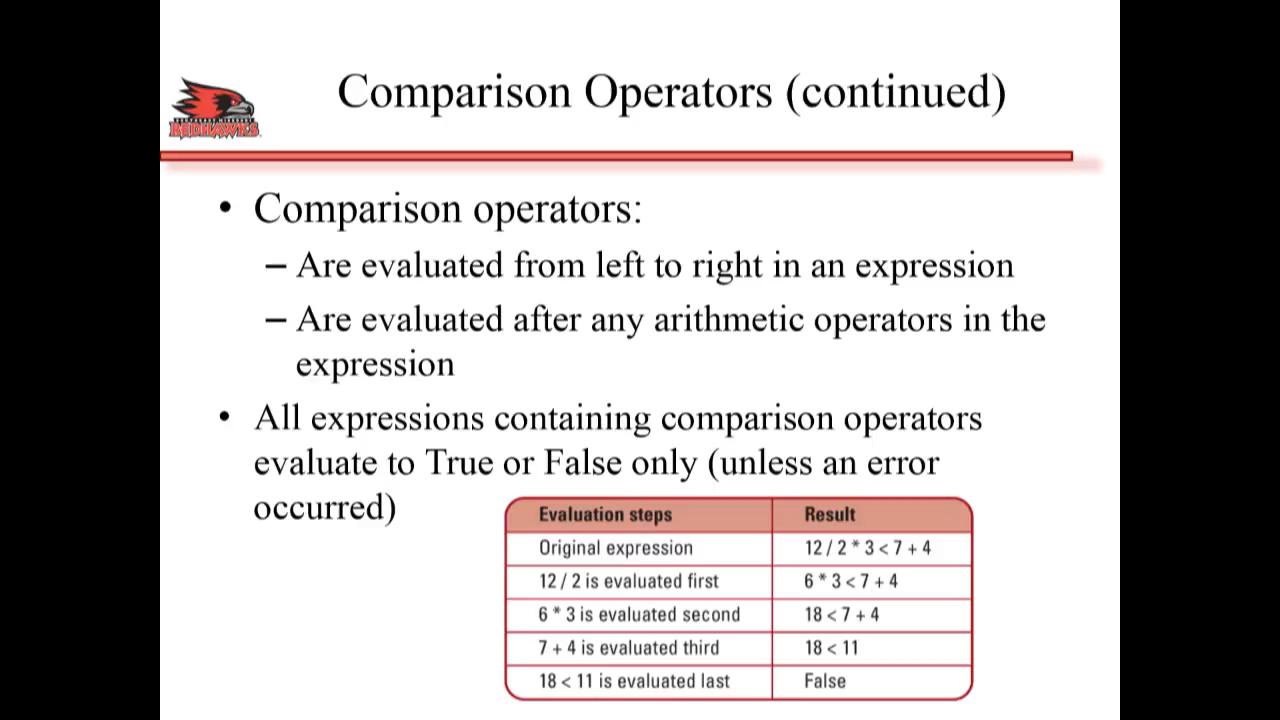 Comparison Operators (continued)
SOUTHEAST MISSOURI
REDHAWKS
• Comparison operators:
– Are evaluated from left to right in an expression
– Are evaluated after any arithmetic operators in the
expression
• All expressions containing comparison operators
evaluate to True or False only (unless an error
occurred)
Evaluation steps Result
Original expression 12 / 2 * 3 < 7 + 4
12 / 2 is evaluated first 6 * 3 < 7 + 4
6 * 3 is evaluated second 18 < 7 + 4
7 + 4 is evaluated third 18 < 11
18 < 11 is evaluated last False